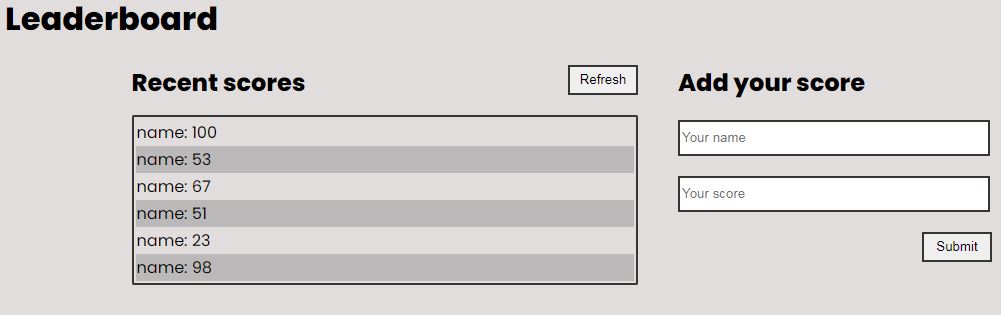 Leaderboard
Recent scores
Refresh
name: 100
name: 53
name: 67
name: 51
name: 23
name: 98
Add your score
Your name
Your score
Submit